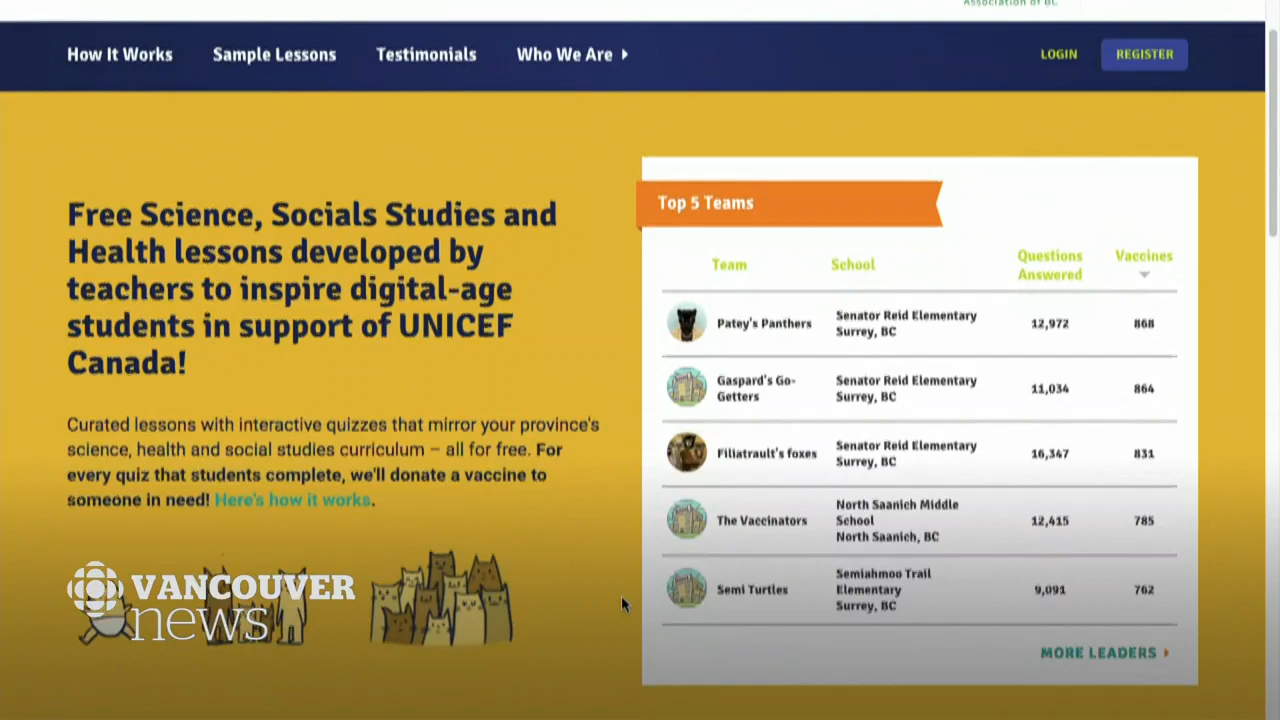 Association of BC
How It Works Sample Lessons Testimonials Who We Are LOGIN REGISTER
Free Science, Socials Studies and
Health lessons developed by
teachers to inspire digital-age
students in support of UNICEF
Canada!
Curated lessons with interactive quizzes that mirror your province's
science, health and social studies curriculum – all for free. For
every quiz that students complete, we'll donate a vaccine to
someone in need! Here's how it works.
VANCOUVER
news
Top 5 Teams
Team School Questions Answered Vaccines
Patey's Panthers Senator Reid Elementary 12,972 868
Surrey, BC
Gaspard's Go- Senator Reid Elementary 11,034 864
Getters Surrey, BC
Filiatrault's foxes Senator Reid Elementary 16,347 831
Surrey, BC
North Saanich Middle
The Vaccinators School 12,415 785
North Saanich, BC
Semiahmoo Trail
Semi Turtles Elementary 9,091 762
Surrey, BC
MORE LEADERS